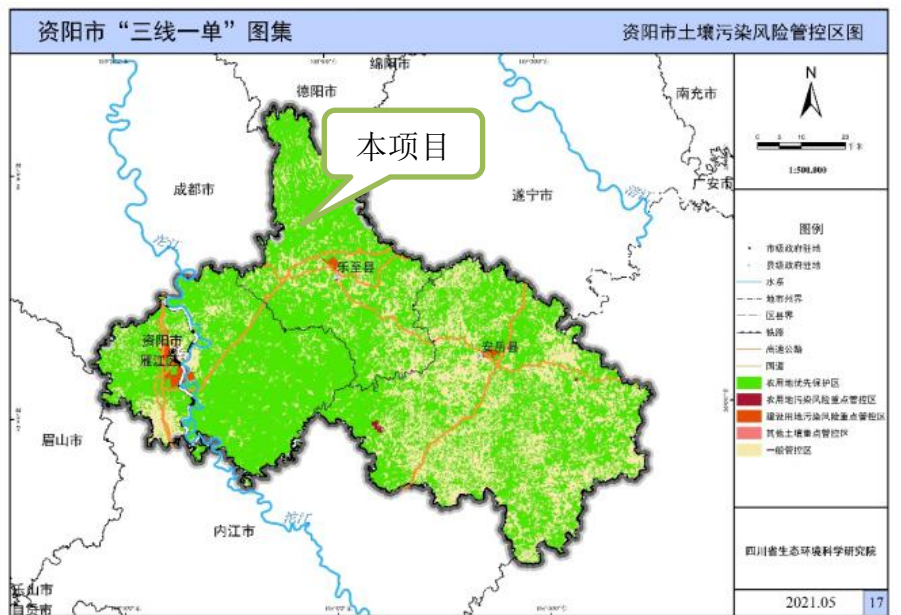 资阳市“三线一单”图集
资阳市土壤污染风险管控区图
绵阳市
德阳市
南充市
N
本项目
千米
1:500,000
成都市
遂宁市
广安市
涪江
沱江
图例
市级政府驻地
县级政府驻地
水系
地市州界
区县界
铁路
高速公路
国道
农用地优先保护区
农用地污染风险重点管控区
建设用地污染风险重点管控区
其他土壤重点管控区
一般管控区
乐至县
资阳市
雁江区
安岳县
眉山市
内江市
沱江
乐山市
自贡市
四川省生态环境科学研究院
2021.05
17